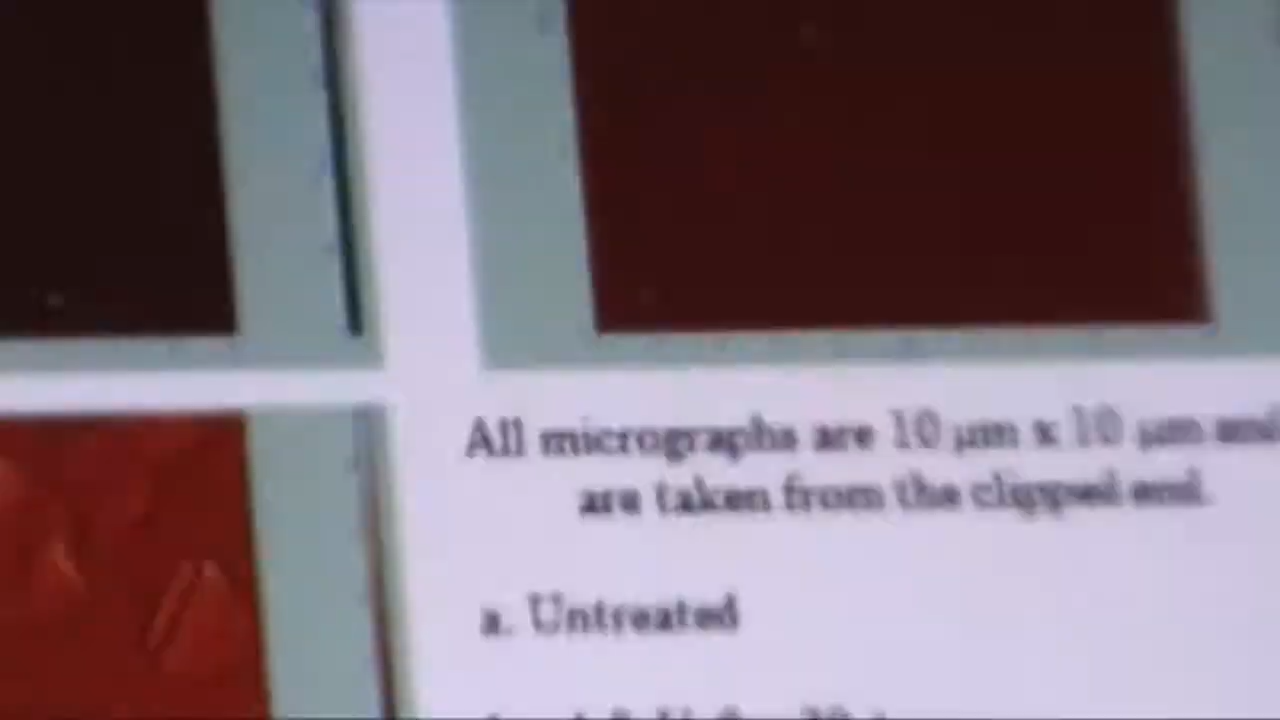 All micrographs are 10 µm x 10 µm and
are taken from the clipped end.
a. Untreated